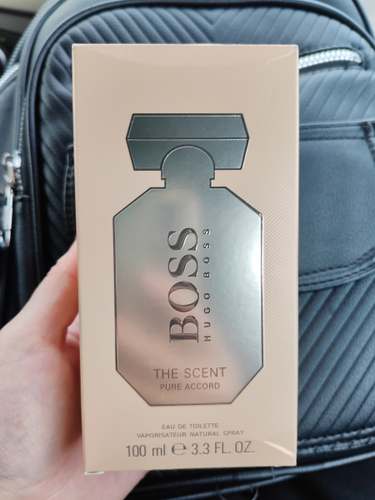 BOSS
HUGO BOSS
THE SCENT
PURE ACCORD
EAU DE TOILETTE
VAPORISATEUR NATURAL SPRAY
100 ml ℮ 3.3 FL. OZ.